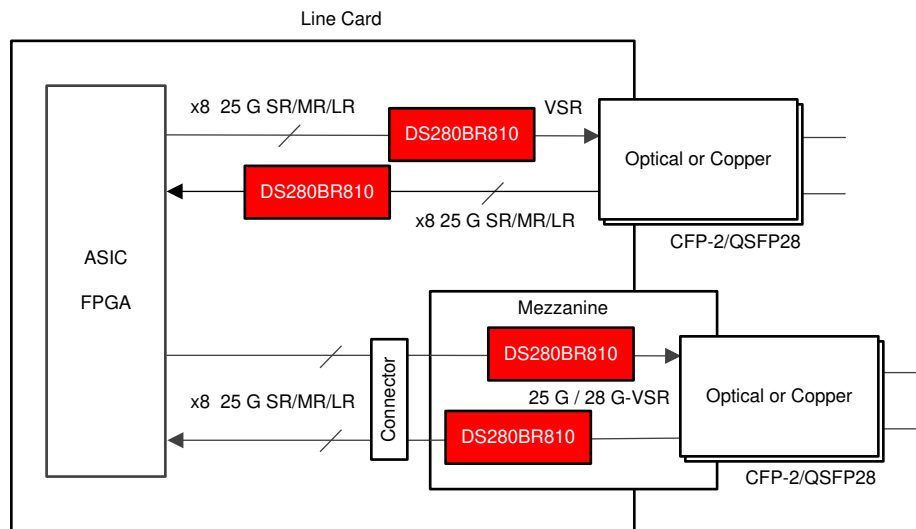 Line Card
x8 25 G SR/MR/LR
DS280BR810
VSR
Optical or Copper
DS280BR810
x8 25 G SR/MR/LR
CFP-2/QSFP28
ASIC
FPGA
Mezzanine
DS280BR810
Connector
x8 25 G SR/MR/LR
25 G / 28 G-VSR
Optical or Copper
DS280BR810
CFP-2/QSFP28